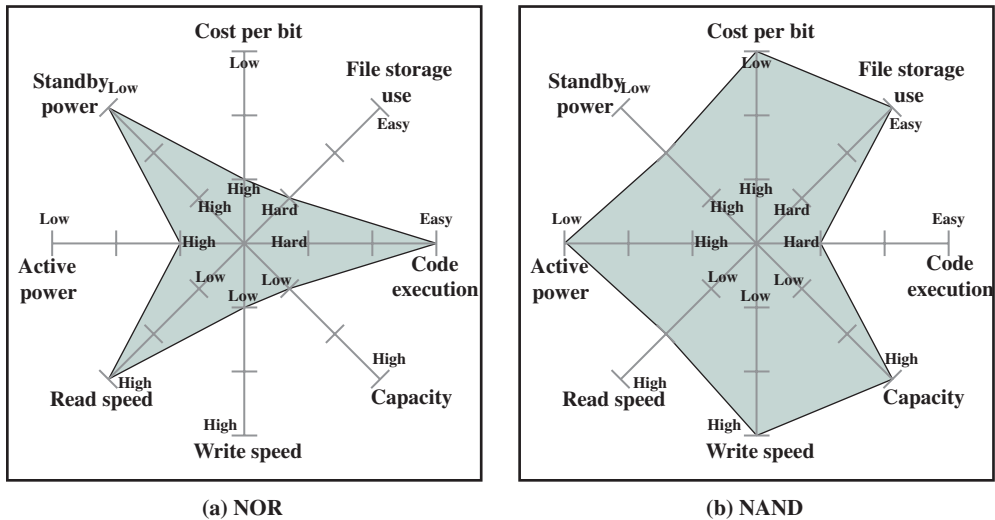 Cost per bit
Low
File storage
use
Easy
Standby
Low
power
High
High
Hard
Low
High
Hard
Easy
Active
power
Code
execution
Low
Low
Low
High
High
Read speed
Capacity
High
Write speed
(a) NOR
Cost per bit
Low
File storage
use
Easy
Standby
Low
power
High
High
Hard
Low
High
Hard
Easy
Active
power
Code
execution
Low
Low
Low
High
High
Read speed
Capacity
High
Write speed
(b) NAND